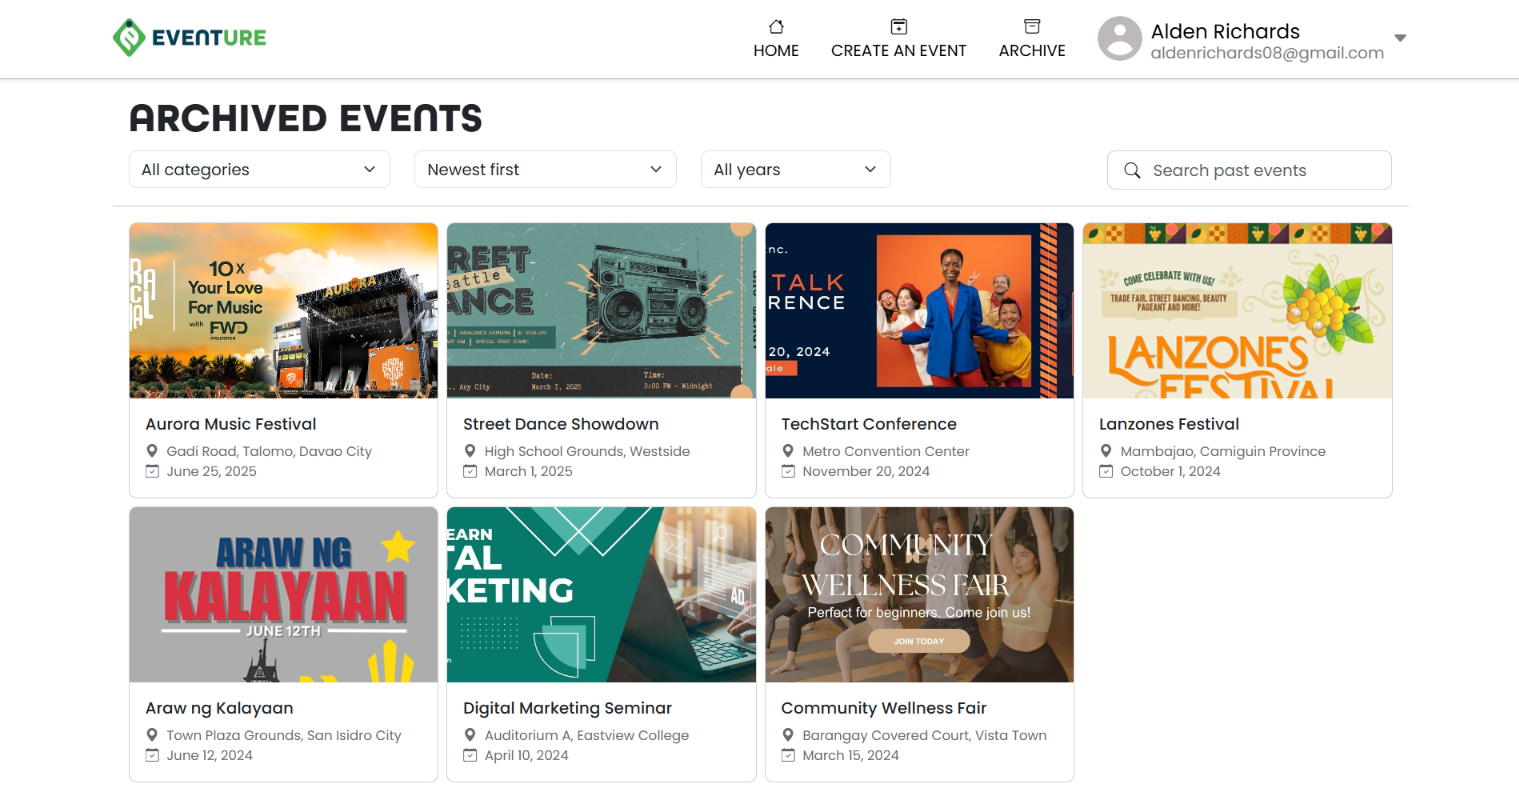 EVENTURE
HOME
CREATE AN EVENT
ARCHIVE
Alden Richards
aldenrichards08@gmail.com
ARCHIVED EVENTS
All categories
Newest first
All years
Search past events
10x
Your Love
For Music
with FWD
insurance
AURORA
Aurora Music Festival
Gadi Road, Talomo, Davao City
June 25, 2025
REET
attle
ANCE
Date:
Time:
., Any City
March 1, 2025
3:00 PM - Midnight
Street Dance Showdown
High School Grounds, Westside
March 1, 2025
nc.
TALK
RENCE
20, 2024
ale
TechStart Conference
Metro Convention Center
November 20, 2024
COME CELEBRATE WITH US!
TRADE FAIR, STREET DANCING, BEAUTY
PAGEANT AND MORE!
LANZONES
FESTIVAL
Lanzones Festival
Mambajao, Camiguin Province
October 1, 2024
ARAW NG
KALAYAAN
JUNE 12TH
Araw ng Kalayaan
Town Plaza Grounds, San Isidro City
June 12, 2024
EARN
TAL
KETING
AD
Digital Marketing Seminar
Auditorium A, Eastview College
April 10, 2024
COMMUNITY
WELLNESS FAIR
Perfect for beginners. Come join us!
JOIN TODAY
Community Wellness Fair
Barangay Covered Court, Vista Town
March 15, 2024